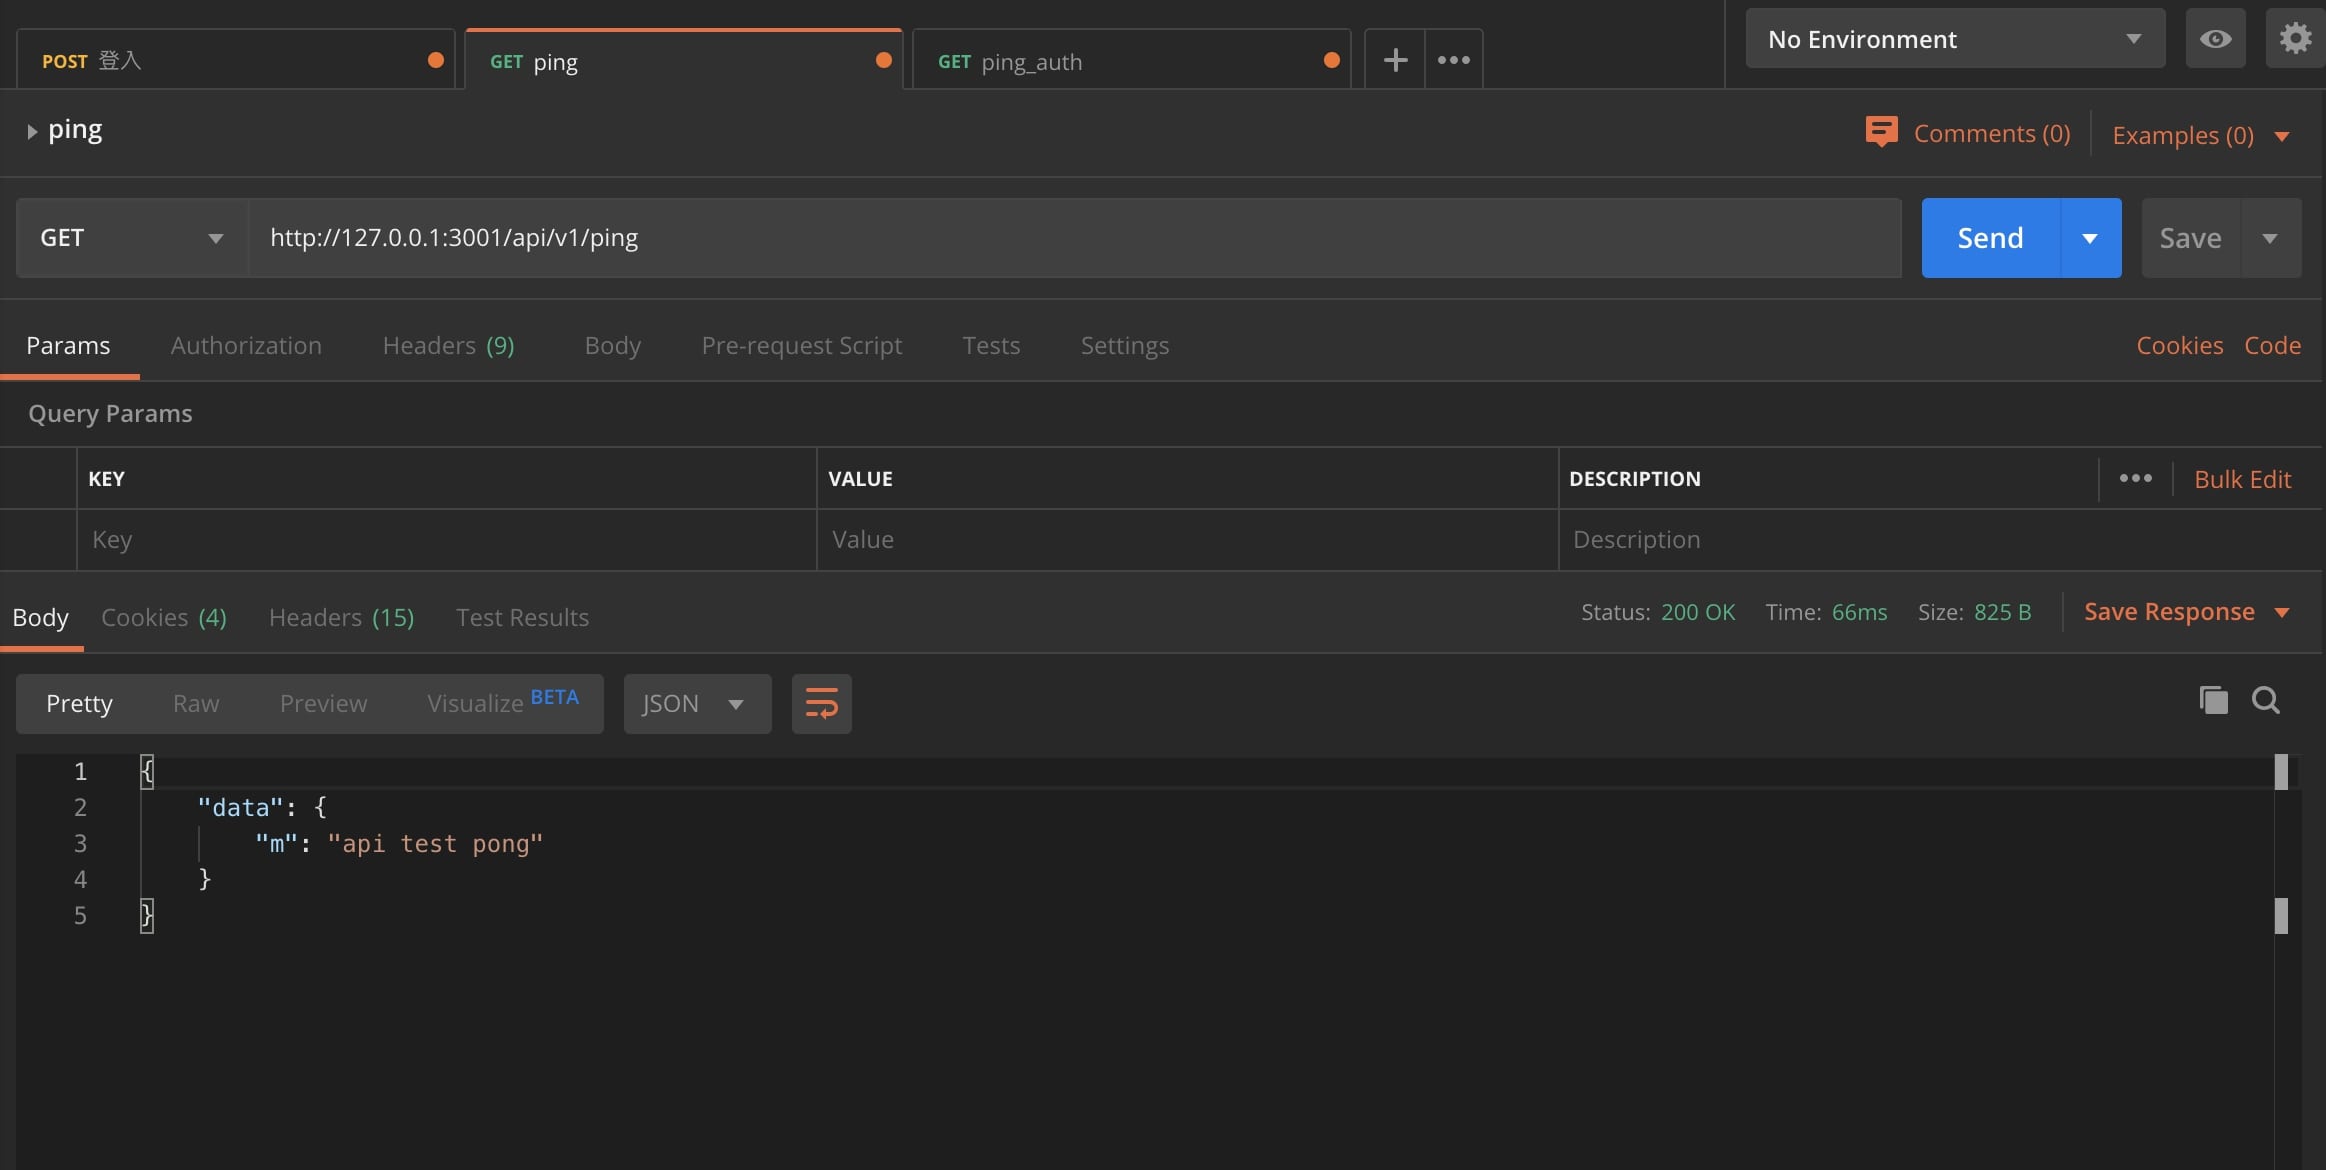 POST 登入
GET ping
GET ping_auth
No Environment
ping
Comments (0)
Examples (0)
GET
http://127.0.0.1:3001/api/v1/ping
Send
Save
Params Authorization Headers (9) Body Pre-request Script Tests Settings
Cookies Code
Query Params
KEY VALUE DESCRIPTION
Bulk Edit
Key Value Description
Body Cookies (4) Headers (15) Test Results
Status: 200 OK Time: 66ms Size: 825 B
Save Response
Pretty Raw Preview Visualize BETA
JSON
1 {
2 "data": {
3 "m": "api test pong"
4 }
5 }